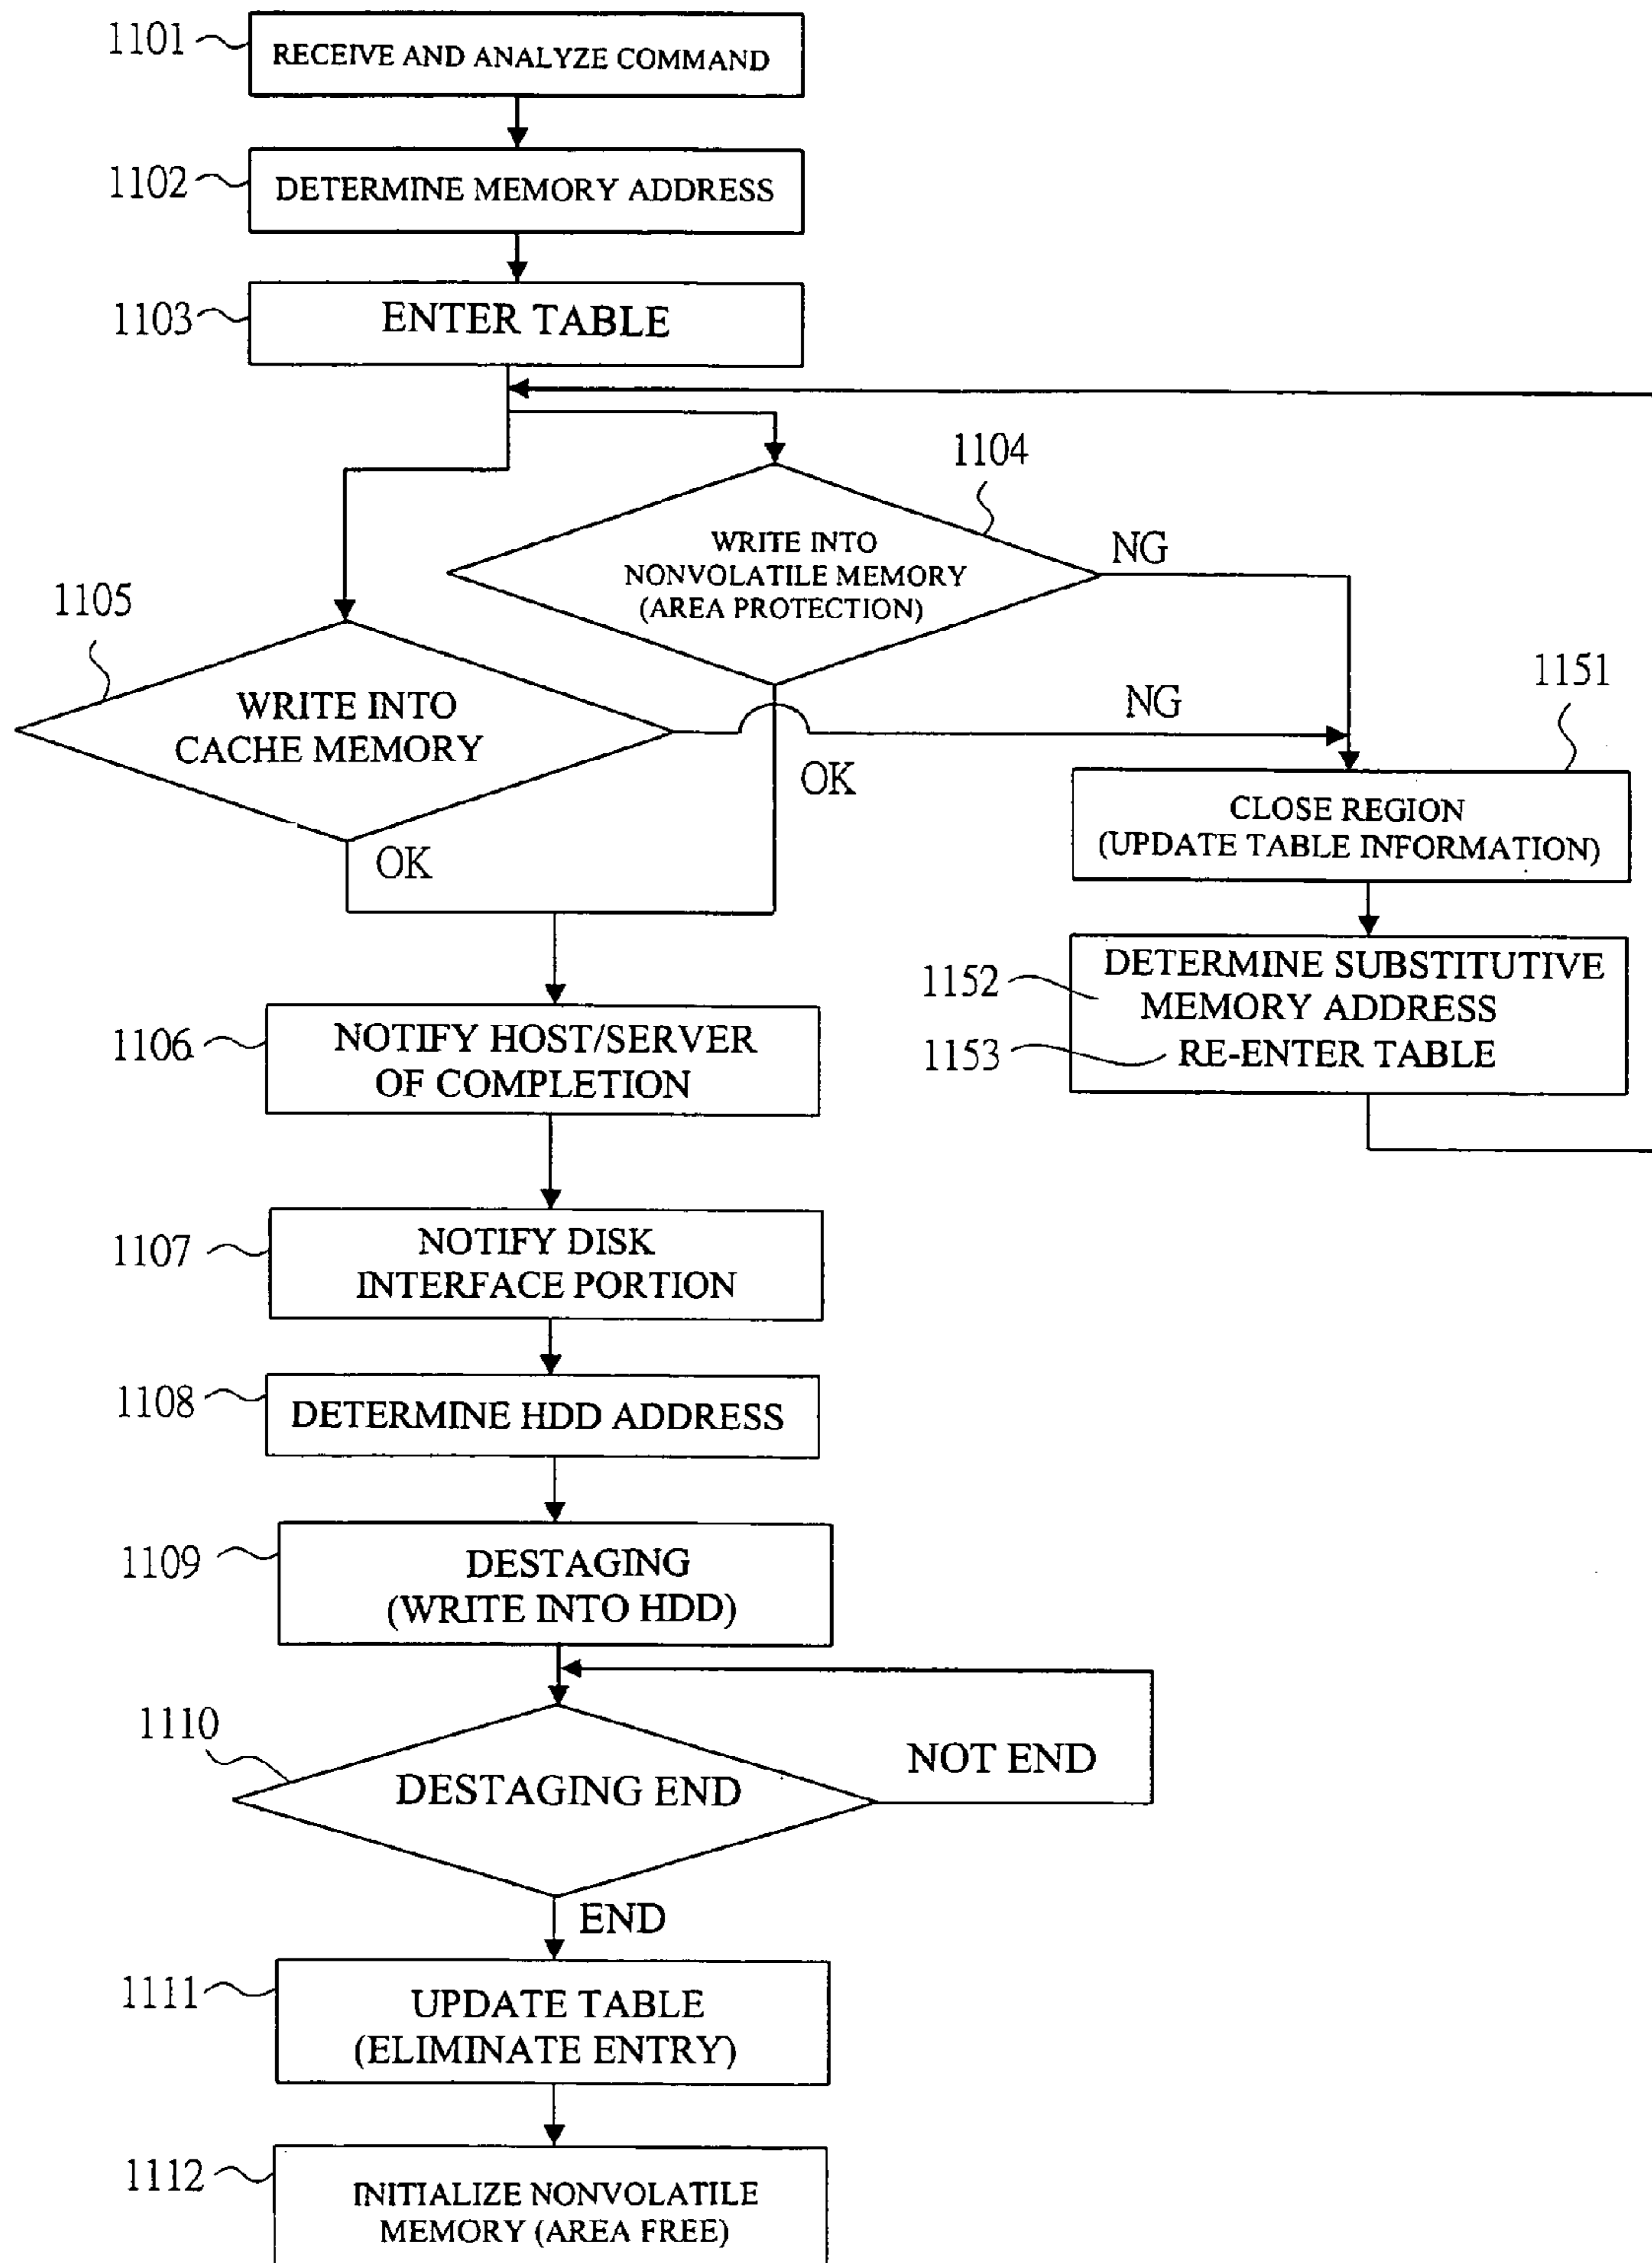 1101
RECEIVE AND ANALYZE COMMAND
1102
DETERMINE MEMORY ADDRESS
1103
ENTER TABLE
1104
WRITE INTO
NONVOLATILE MEMORY
(AREA PROTECTION)
NG
1105
WRITE INTO
CACHE MEMORY
NG
OK
OK
1151
CLOSE REGION
(UPDATE TABLE INFORMATION)
1152
DETERMINE SUBSTITUTIVE
MEMORY ADDRESS
1153
RE-ENTER TABLE
1106
NOTIFY HOST/SERVER
OF COMPLETION
1107
NOTIFY DISK
INTERFACE PORTION
1108
DETERMINE HDD ADDRESS
1109
DESTAGING
(WRITE INTO HDD)
1110
DESTAGING END
NOT END
END
1111
UPDATE TABLE
(ELIMINATE ENTRY)
1112
INITIALIZE NONVOLATILE
MEMORY (AREA FREE)